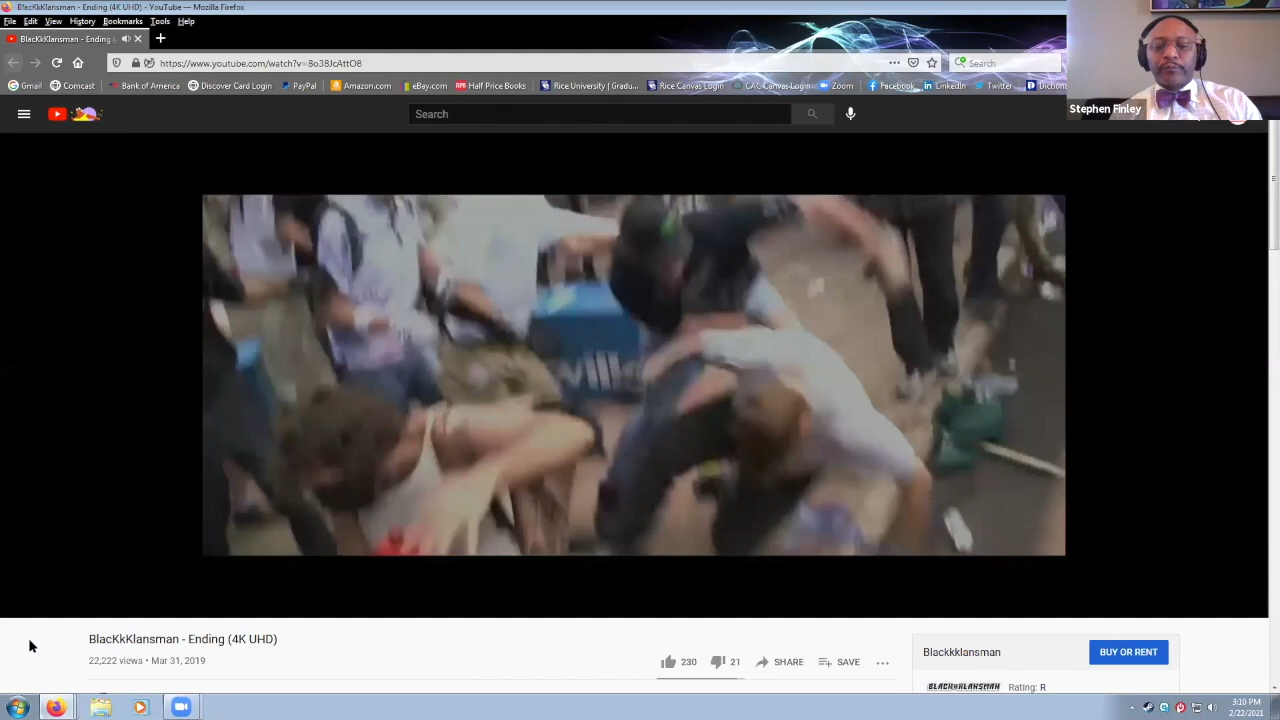 BlacKkKlansman - Ending (4K UHD) - YouTube — Mozilla Firefox
File Edit View History Bookmarks Tools Help
BlacKkKlansman - Ending (
https://www.youtube.com/watch?v=8o38JcAttO8
Search
Gmail Comcast Bank of America Discover Card Login PayPal Amazon.com eBay.com HPB Half Price Books Rice University | Gradu... Rice Canvas Login CAC Canvas Login Zoom Facebook LinkedIn Twitter Dictiona
Stephen Finley
Search
BlacKkKlansman - Ending (4K UHD)
22,222 views • Mar 31, 2019
230 21 SHARE SAVE
Blackkklansman
BUY OR RENT
BLACKKKLANSMAN Rating: R
3:10 PM
2/22/2021